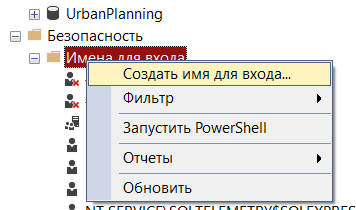 UrbanPlanning
Безопасность
Имена для входа
Создать имя для входа...
Фильтр
Запустить PowerShell
Отчеты
Обновить